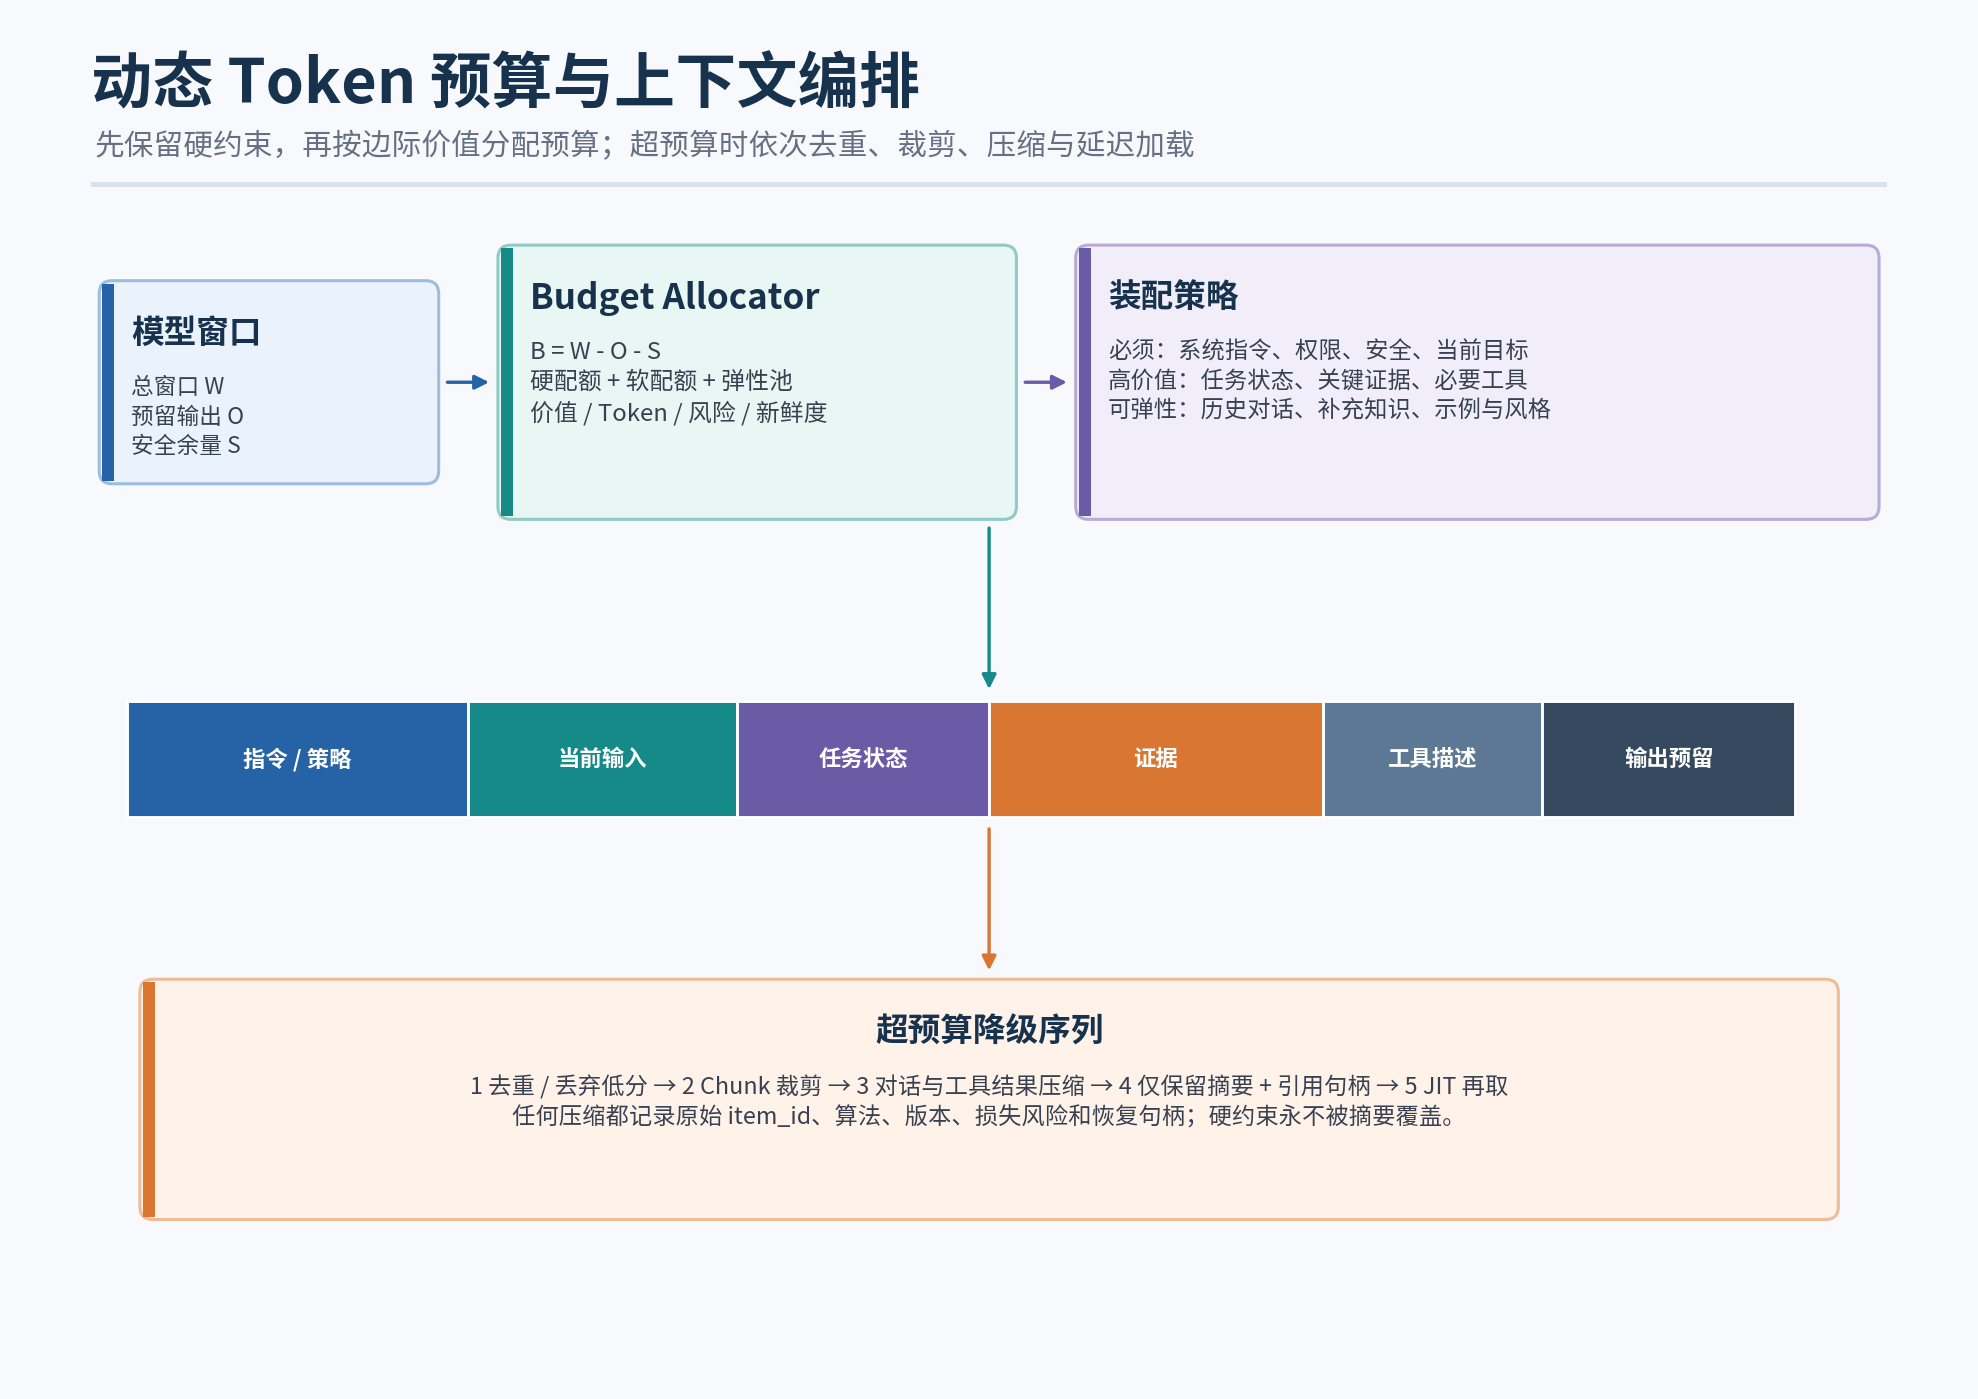 动态 Token 预算与上下文编排
先保留硬约束，再按边际价值分配预算；超预算时依次去重、裁剪、压缩与延迟加载
模型窗口
总窗口 W
预留输出 O
安全余量 S
Budget Allocator
B = W - O - S
硬配额 + 软配额 + 弹性池
价值 / Token / 风险 / 新鲜度
装配策略
必须：系统指令、权限、安全、当前目标
高价值：任务状态、关键证据、必要工具
可弹性：历史对话、补充知识、示例与风格
指令 / 策略
当前输入
任务状态
证据
工具描述
输出预留
超预算降级序列
1 去重 / 丢弃低分 → 2 Chunk 裁剪 → 3 对话与工具结果压缩 → 4 仅保留摘要 + 引用句柄 → 5 JIT 再取
任何压缩都记录原始 item_id、算法、版本、损失风险和恢复句柄；硬约束永不被摘要覆盖。